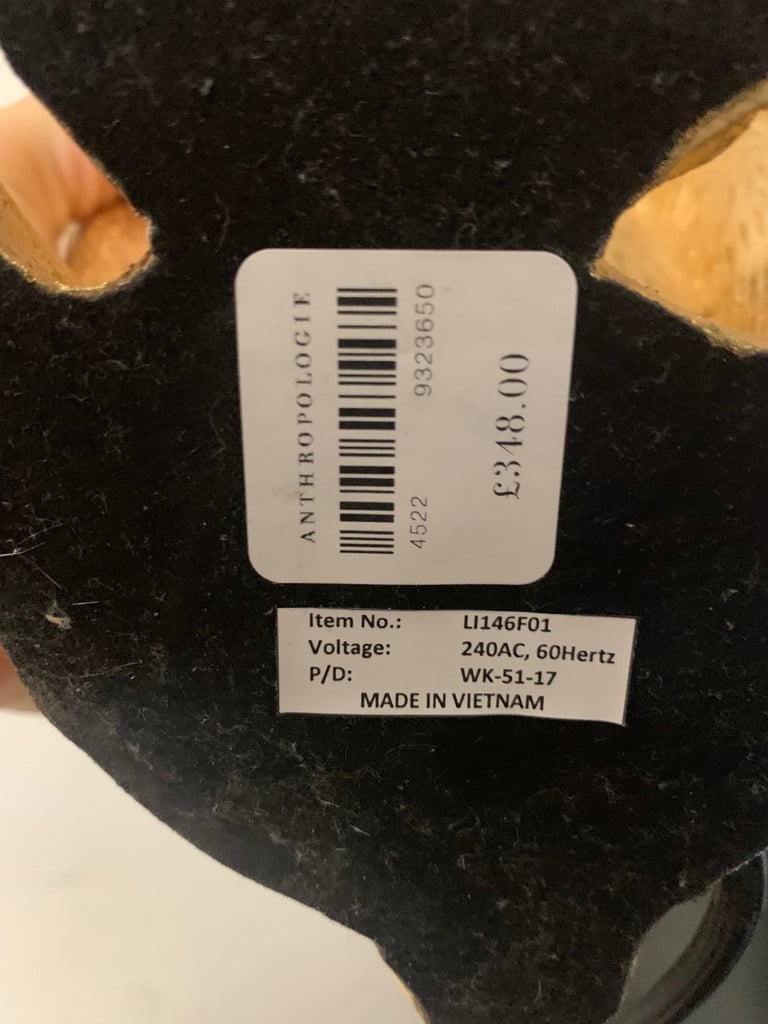 ANTHROPOLOGIE
4522 9323650
£348.00
Item No.: LI146F01
Voltage: 240AC, 60Hertz
P/D: WK-51-17
MADE IN VIETNAM